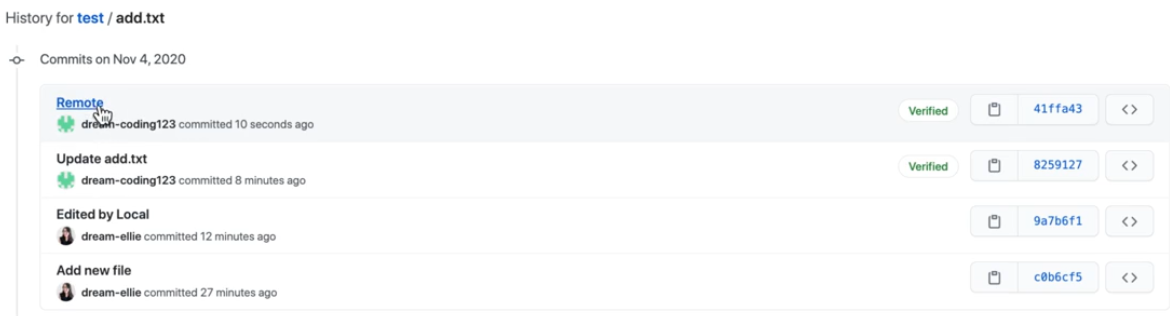 History for test / add.txt
Commits on Nov 4, 2020
Remote
dream-coding123 committed 10 seconds ago
Verified
41ffa43
<>
Update add.txt
dream-coding123 committed 8 minutes ago
Verified
8259127
<>
Edited by Local
dream-ellie committed 12 minutes ago
9a7b6f1
<>
Add new file
dream-ellie committed 27 minutes ago
c0b6cf5
<>